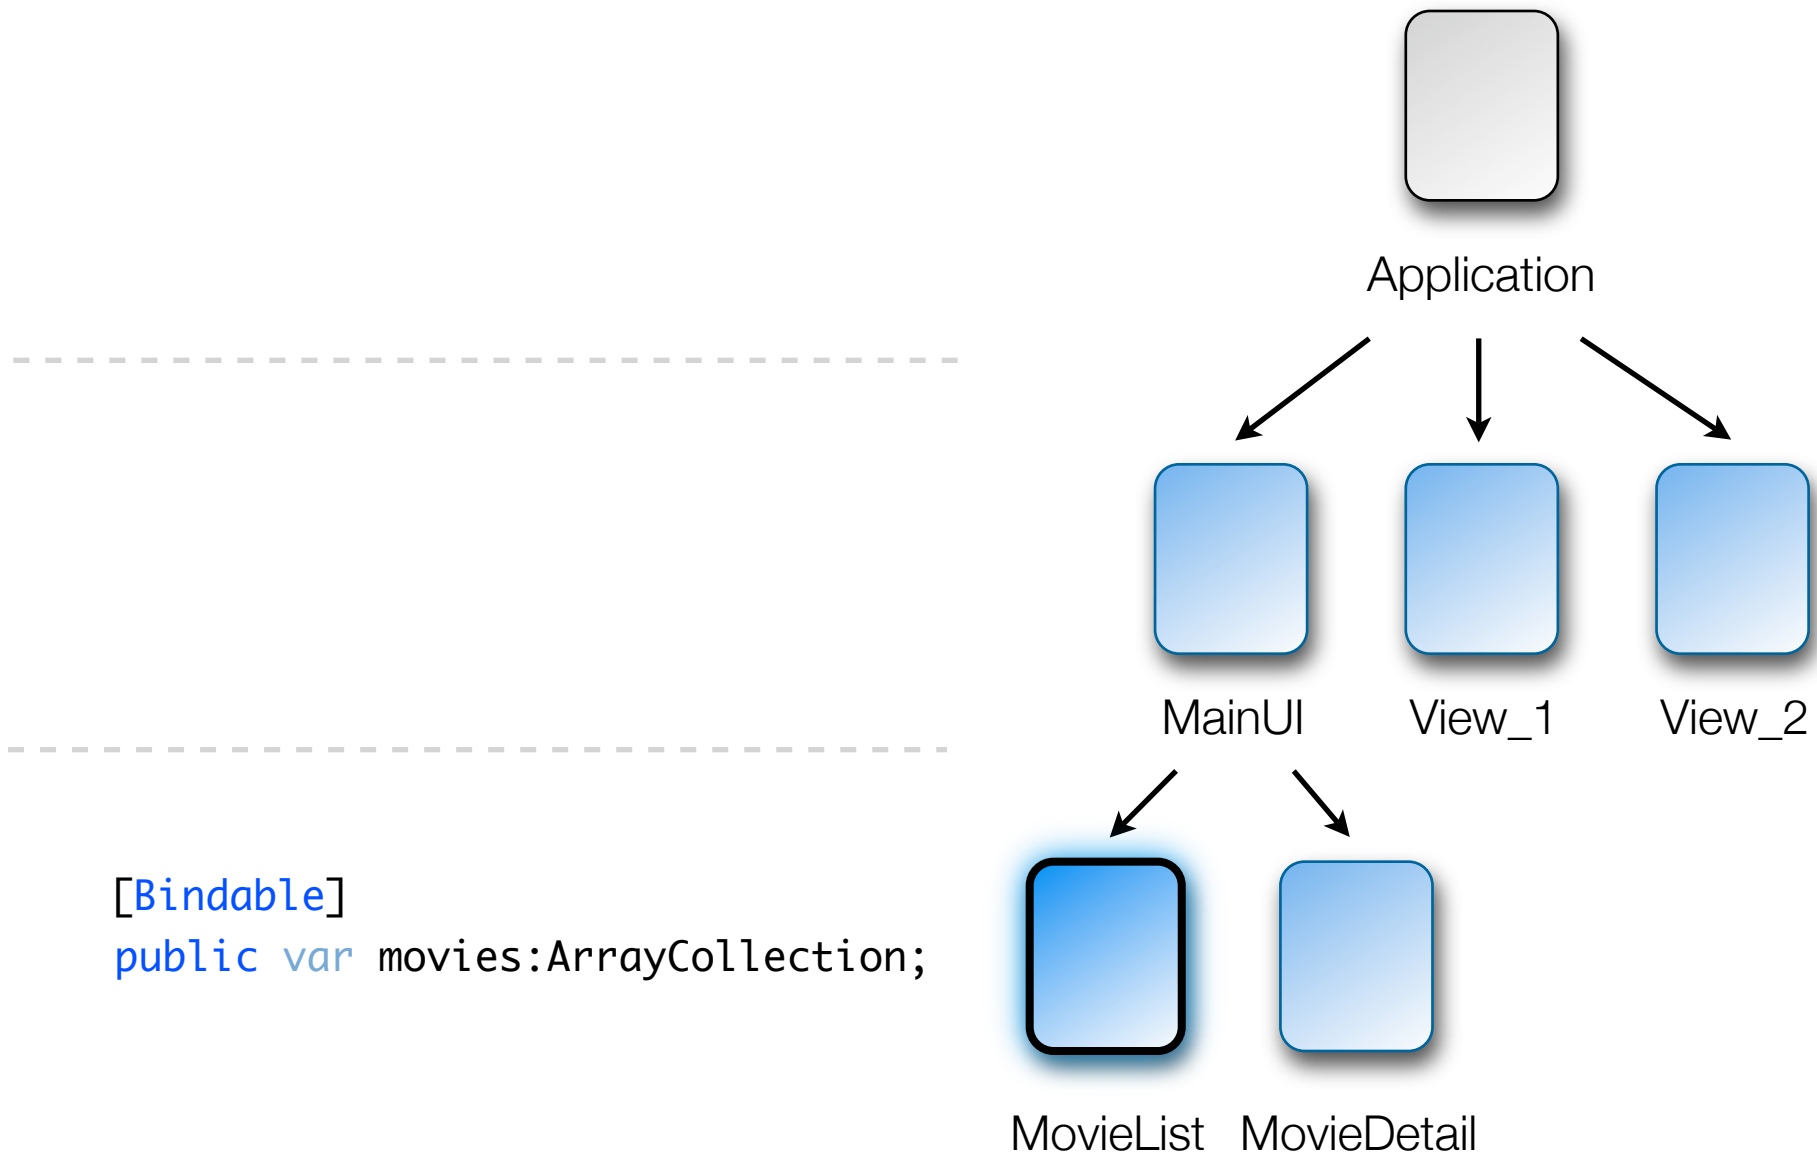 Application
MainUI View_1 View_2
[Bindable]
public var movies:ArrayCollection;
MovieList MovieDetail